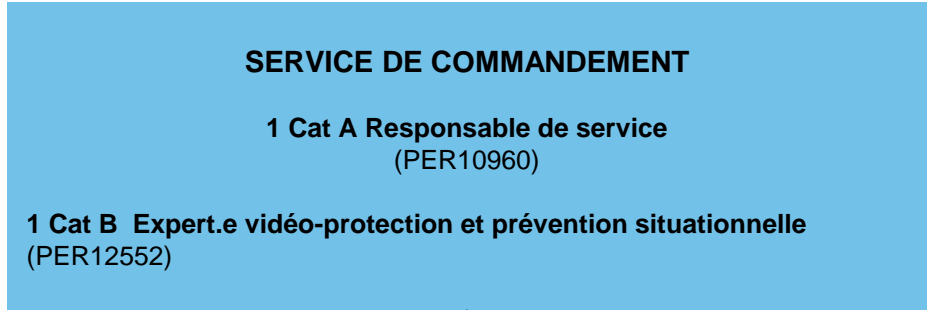 SERVICE DE COMMANDEMENT
1 Cat A Responsable de service
(PER10960)
1 Cat B  Expert.e vidéo-protection et prévention situationnelle
(PER12552)